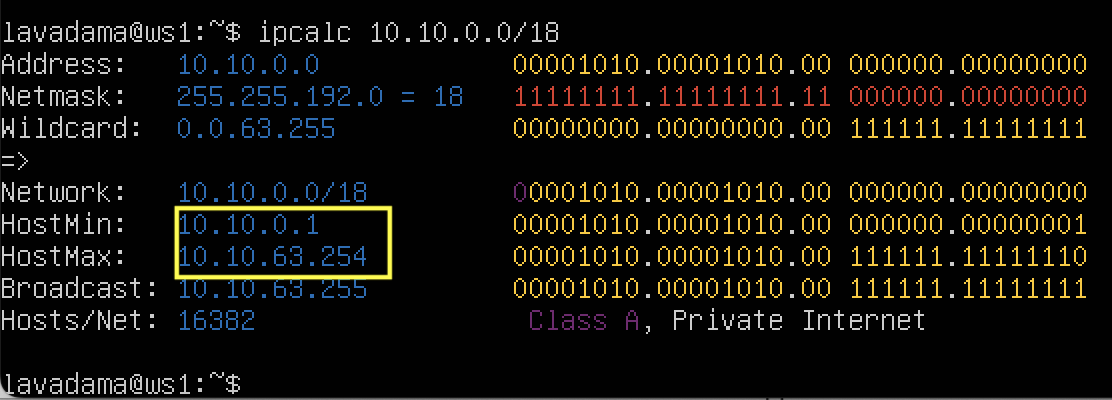 lavadama@ws1:~$ ipcalc 10.10.0.0/18
Address:   10.10.0.0            00001010.00001010.00 000000.00000000
Netmask:   255.255.192.0 = 18   11111111.11111111.11 000000.00000000
Wildcard:  0.0.63.255           00000000.00000000.00 111111.11111111
=>
Network:   10.10.0.0/18         00001010.00001010.00 000000.00000000
HostMin:   10.10.0.1            00001010.00001010.00 000000.00000001
HostMax:   10.10.63.254         00001010.00001010.00 111111.11111110
Broadcast: 10.10.63.255         00001010.00001010.00 111111.11111111
Hosts/Net: 16382                 Class A, Private Internet
lavadama@ws1:~$